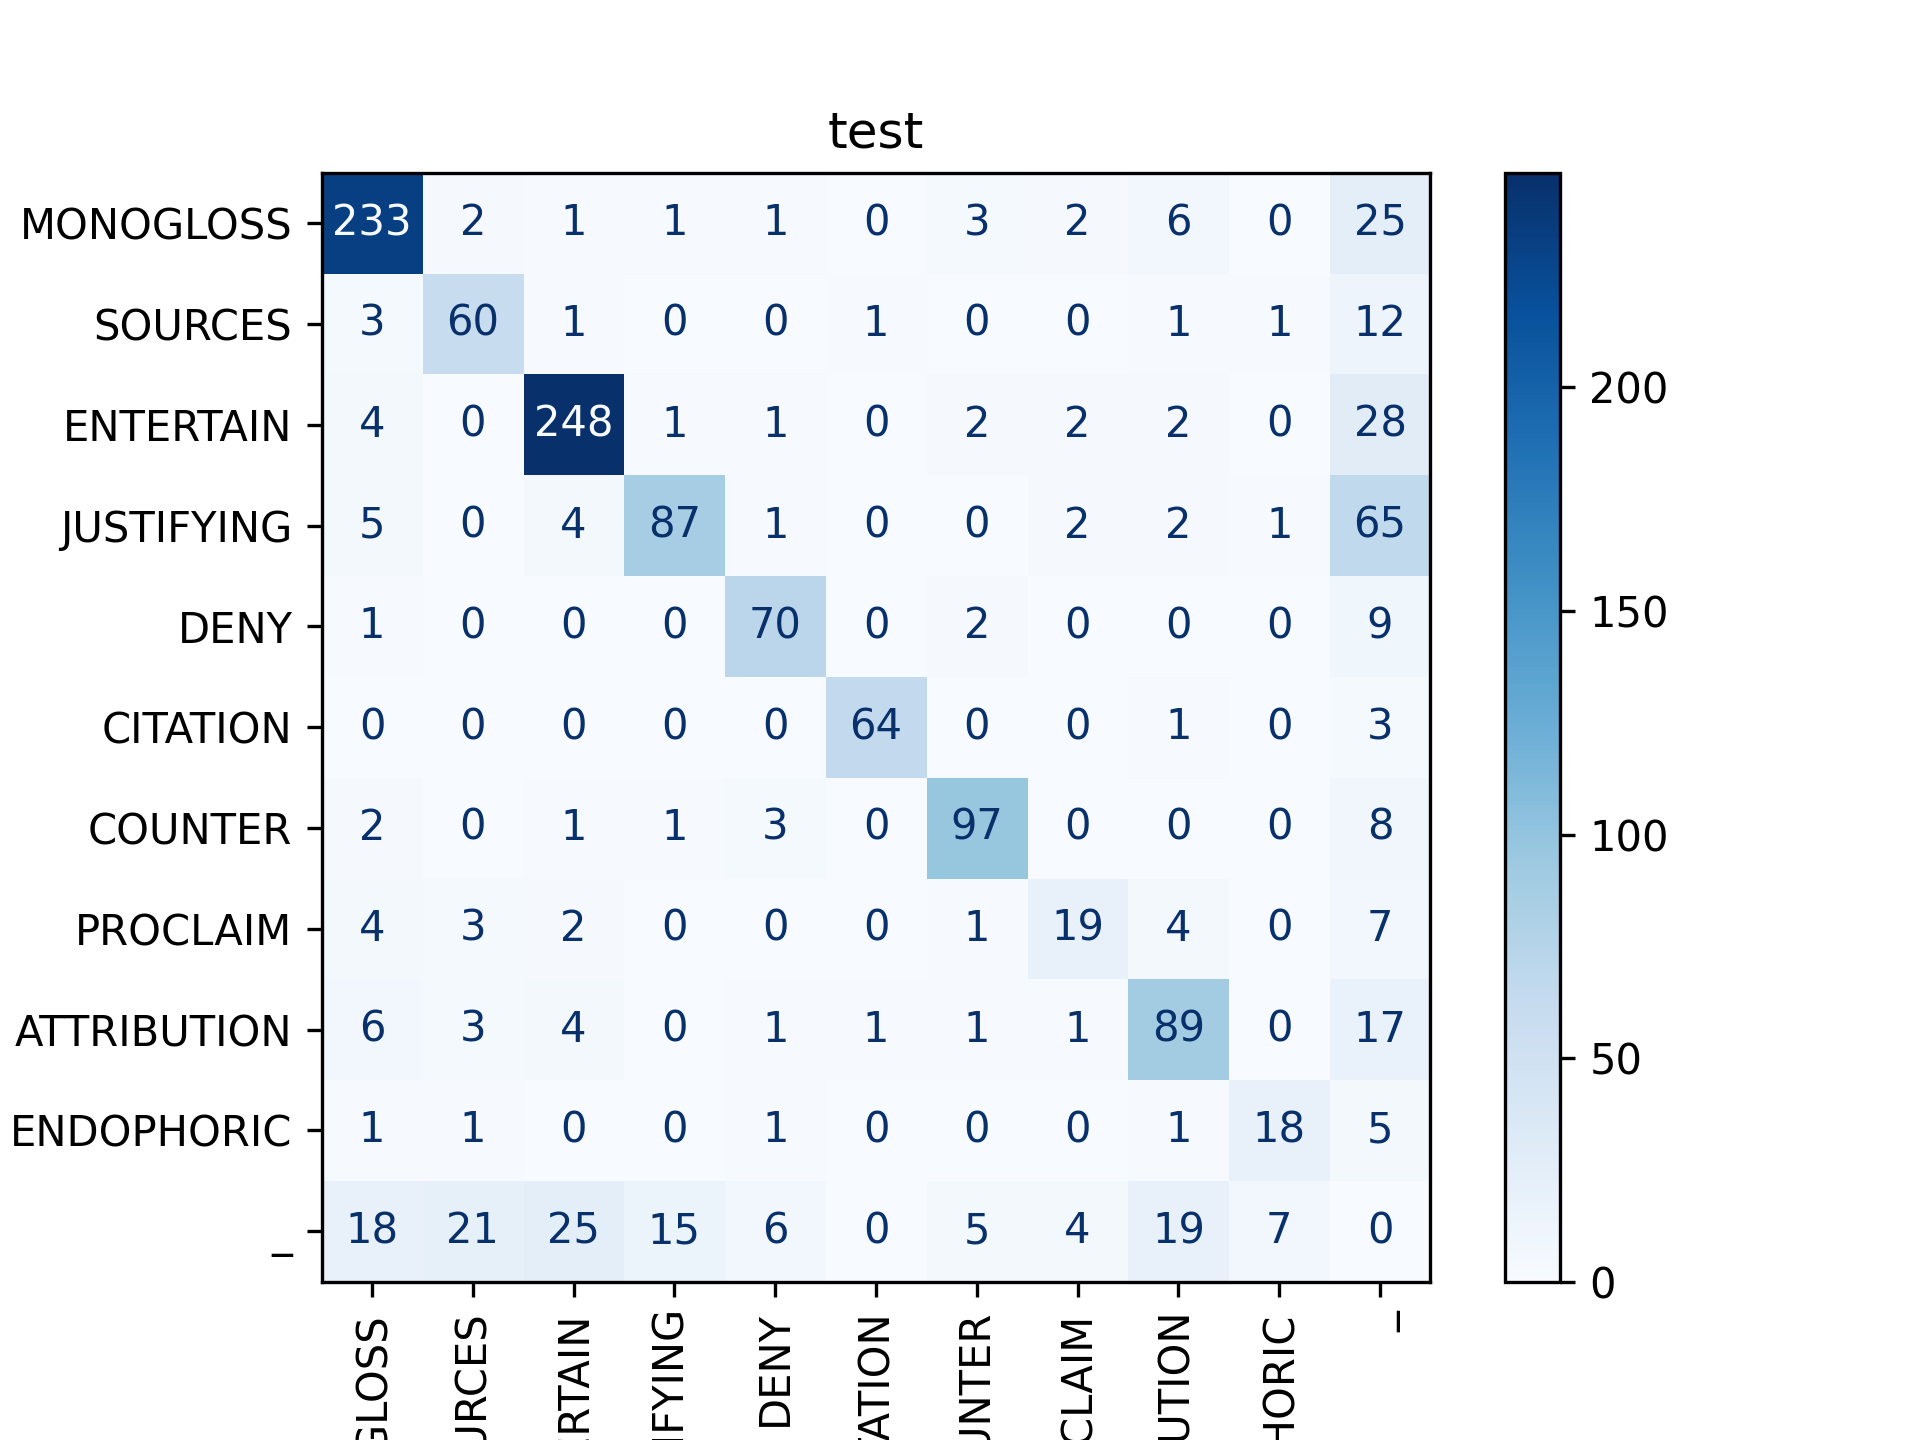 test
MONOGLOSS 233 2 1 1 1 0 3 2 6 0 25
SOURCES 3 60 1 0 0 1 0 0 1 1 12
ENTERTAIN 4 0 248 1 1 0 2 2 2 0 28
JUSTIFYING 5 0 4 87 1 0 0 2 2 1 65
DENY 1 0 0 0 70 0 2 0 0 0 9
CITATION 0 0 0 0 0 64 0 0 1 0 3
COUNTER 2 0 1 1 3 0 97 0 0 0 8
PROCLAIM 4 3 2 0 0 0 1 19 4 0 7
ATTRIBUTION 6 3 4 0 1 1 1 1 89 0 17
ENDOPHORIC 1 1 0 0 1 0 0 0 1 18 5
_ 18 21 25 15 6 0 5 4 19 7 0
GLOSS
URCES
RTAIN
IFYING
DENY
TATION
UNTER
CLAIM
UTION
HORIC
_
200
150
100
50
0